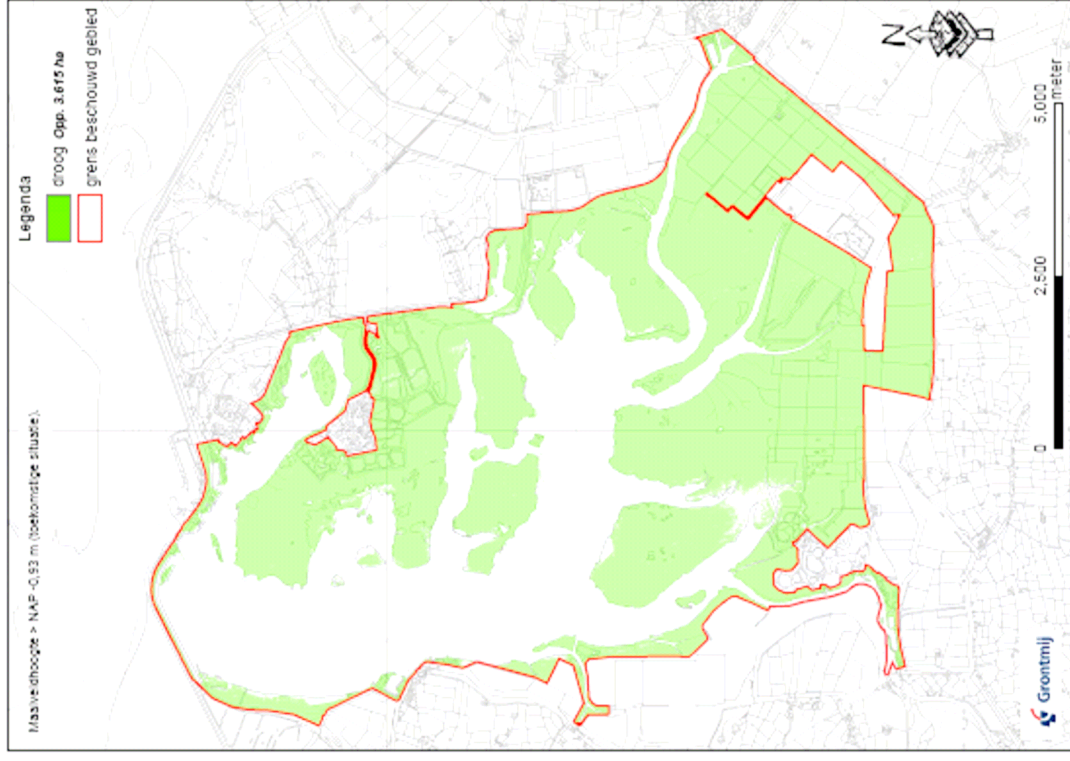 Maaiveldhoogte > NAP -0,93 m (toekomstige situatie).
Legenda
droog Opp. 3.615 ha
grens beschouwd gebied
N
0 2,500 5,000
meter
Grontmij